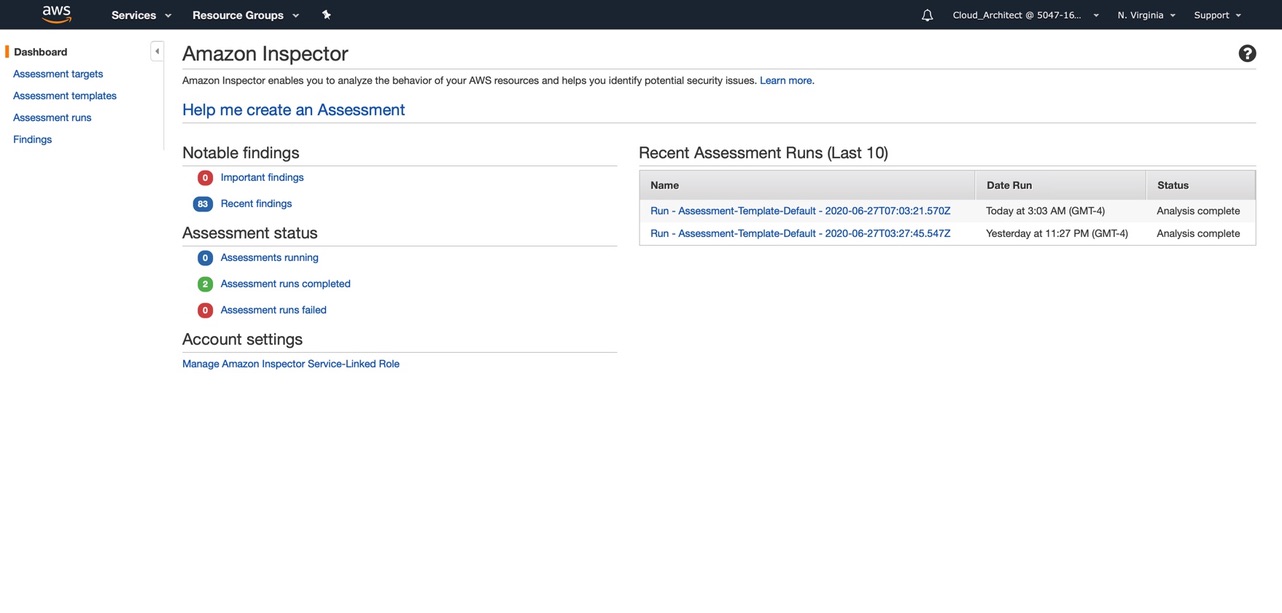 aws Services Resource Groups Cloud_Architect @ 5047-16... N. Virginia Support
Dashboard
Assessment targets
Assessment templates
Assessment runs
Findings
Amazon Inspector
?
Amazon Inspector enables you to analyze the behavior of your AWS resources and helps you identify potential security issues. Learn more.
Help me create an Assessment
Notable findings
0 Important findings
83 Recent findings
Assessment status
0 Assessments running
2 Assessment runs completed
0 Assessment runs failed
Account settings
Manage Amazon Inspector Service-Linked Role
Recent Assessment Runs (Last 10)
Name Date Run Status
Run - Assessment-Template-Default - 2020-06-27T07:03:21.570Z Today at 3:03 AM (GMT-4) Analysis complete
Run - Assessment-Template-Default - 2020-06-27T03:27:45.547Z Yesterday at 11:27 PM (GMT-4) Analysis complete